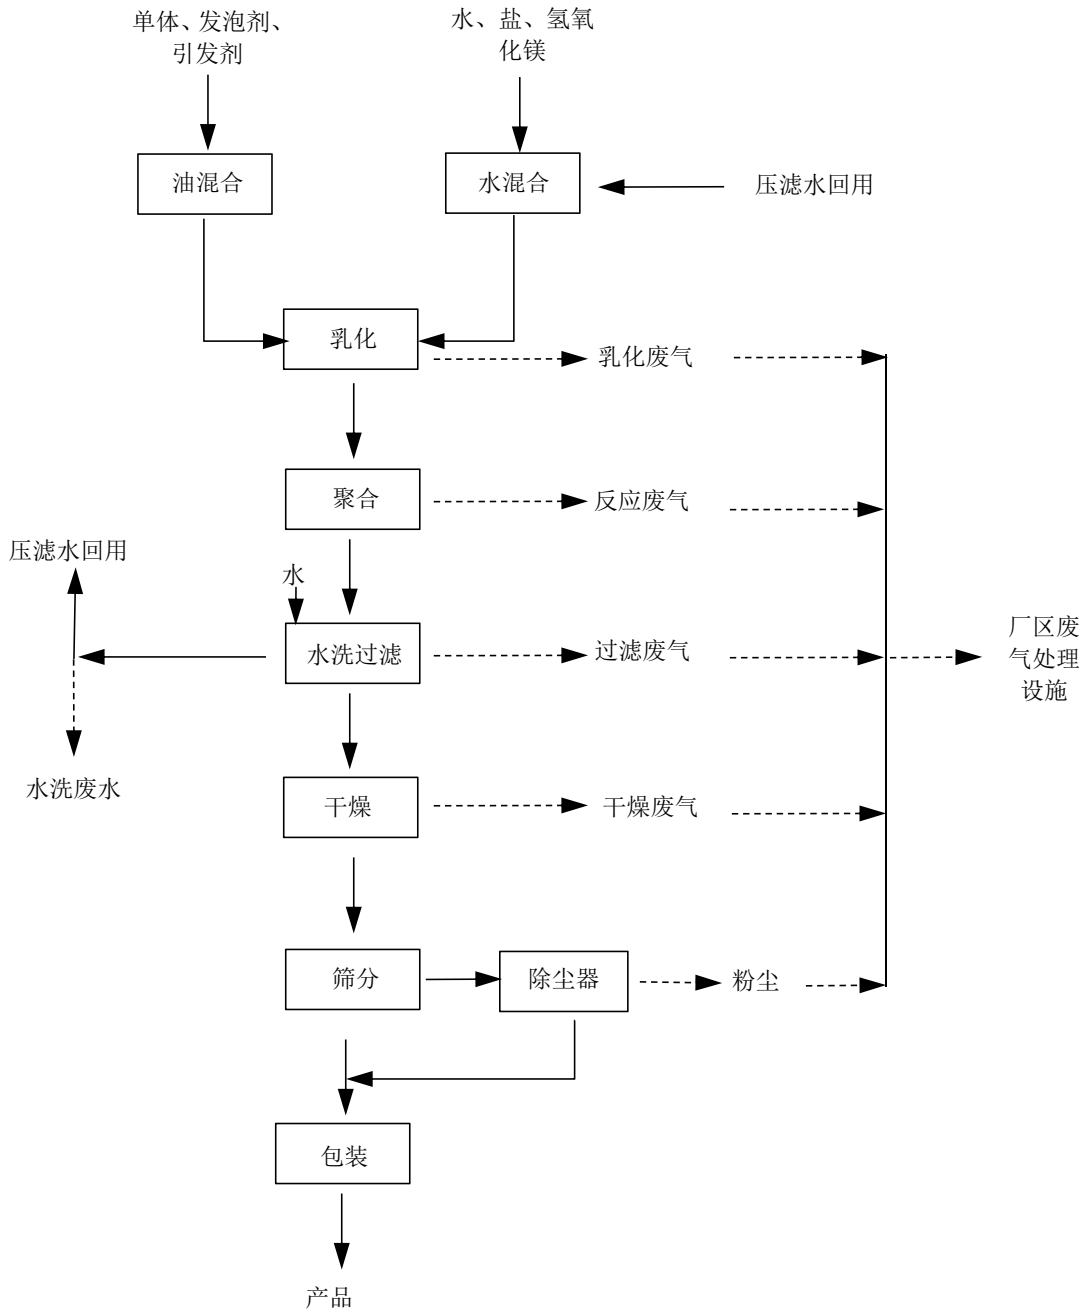 单体、发泡剂、
引发剂
水、盐、氢氧
化镁
油混合
水混合
压滤水回用
乳化
乳化废气
聚合
反应废气
压滤水回用
水
水洗过滤
过滤废气
厂区废
气处理
设施
水洗废水
干燥
干燥废气
筛分
除尘器
粉尘
包装
产品